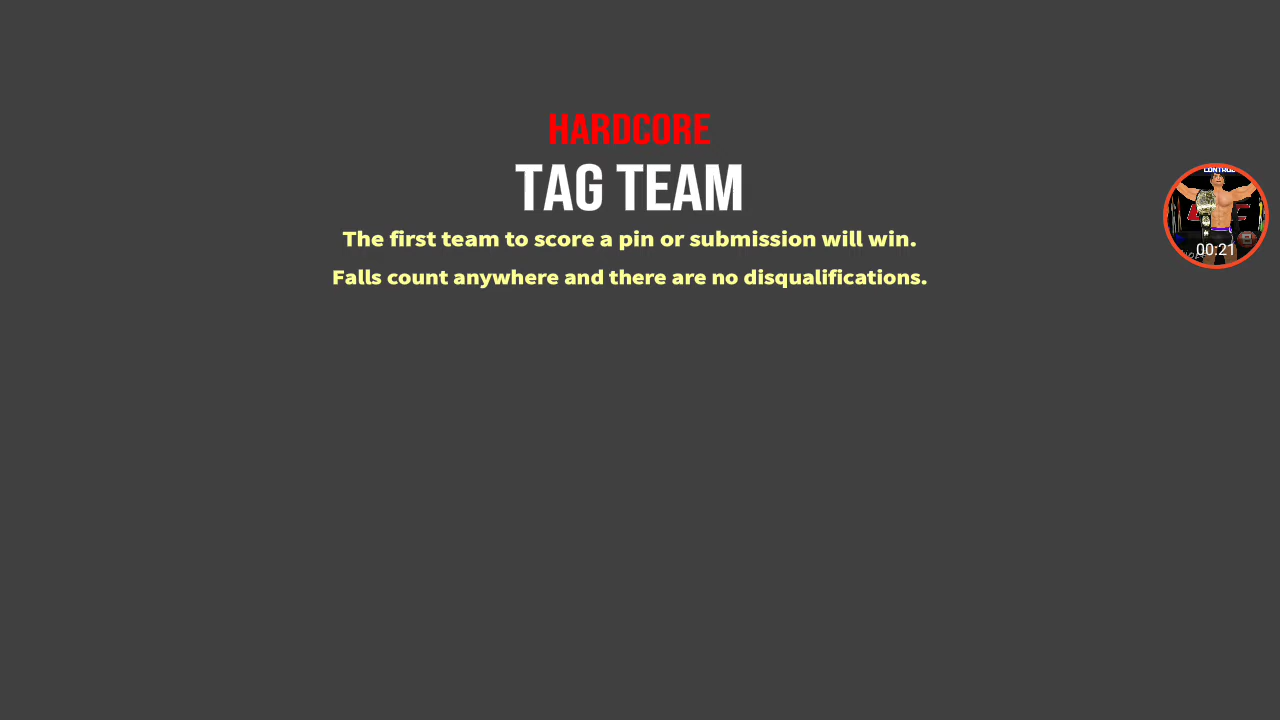 HARDCORE
TAG TEAM
The first team to score a pin or submission will win.
Falls count anywhere and there are no disqualifications.
00:21